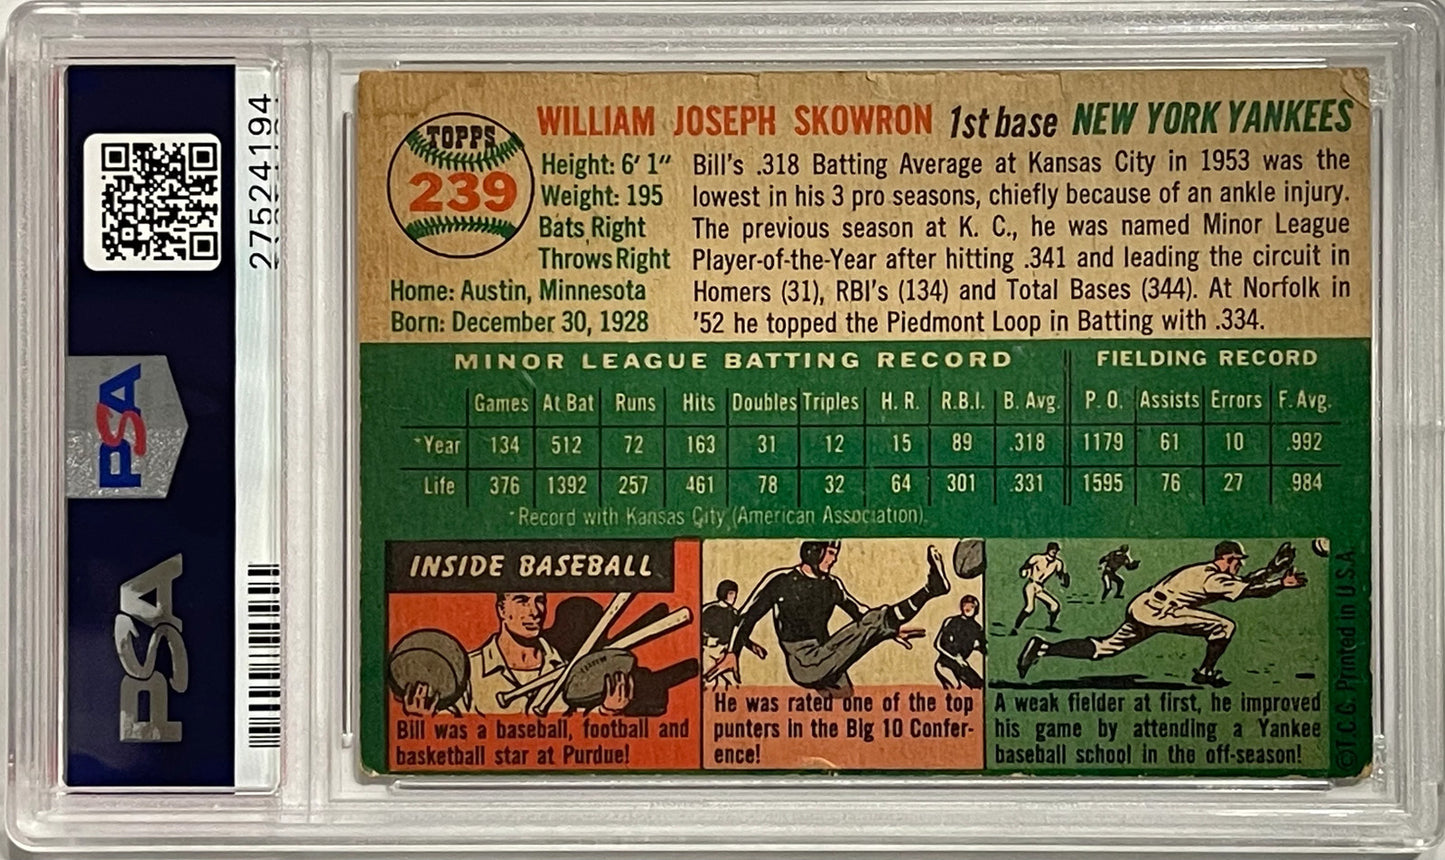 27524194
PSA
PSA
TOPPS
239
WILLIAM JOSEPH SKOWRON 1st base NEW YORK YANKEES
Height: 6' 1"
Weight: 195
Bats Right
Throws Right
Home: Austin, Minnesota
Born: December 30, 1928
Bill's .318 Batting Average at Kansas City in 1953 was the
lowest in his 3 pro seasons, chiefly because of an ankle injury.
The previous season at K. C., he was named Minor League
Player-of-the-Year after hitting .341 and leading the circuit in
Homers (31), RBI's (134) and Total Bases (344). At Norfolk in
'52 he topped the Piedmont Loop in Batting with .334.
MINOR LEAGUE BATTING RECORD FIELDING RECORD
Games At Bat Runs Hits Doubles Triples H. R. R.B.I. B. Avg. P. O. Assists Errors F. Avg.
*Year 134 512 72 163 31 12 15 89 .318 1179 61 10 .992
Life 376 1392 257 461 78 32 64 301 .331 1595 76 27 .984
*Record with Kansas City (American Association).
INSIDE BASEBALL
Bill was a baseball, football and
basketball star at Purdue!
He was rated one of the top
punters in the Big 10 Confer-
ence!
A weak fielder at first, he improved
his game by attending a Yankee
baseball school in the off-season!
©T.C.G. Printed in U.S.A.